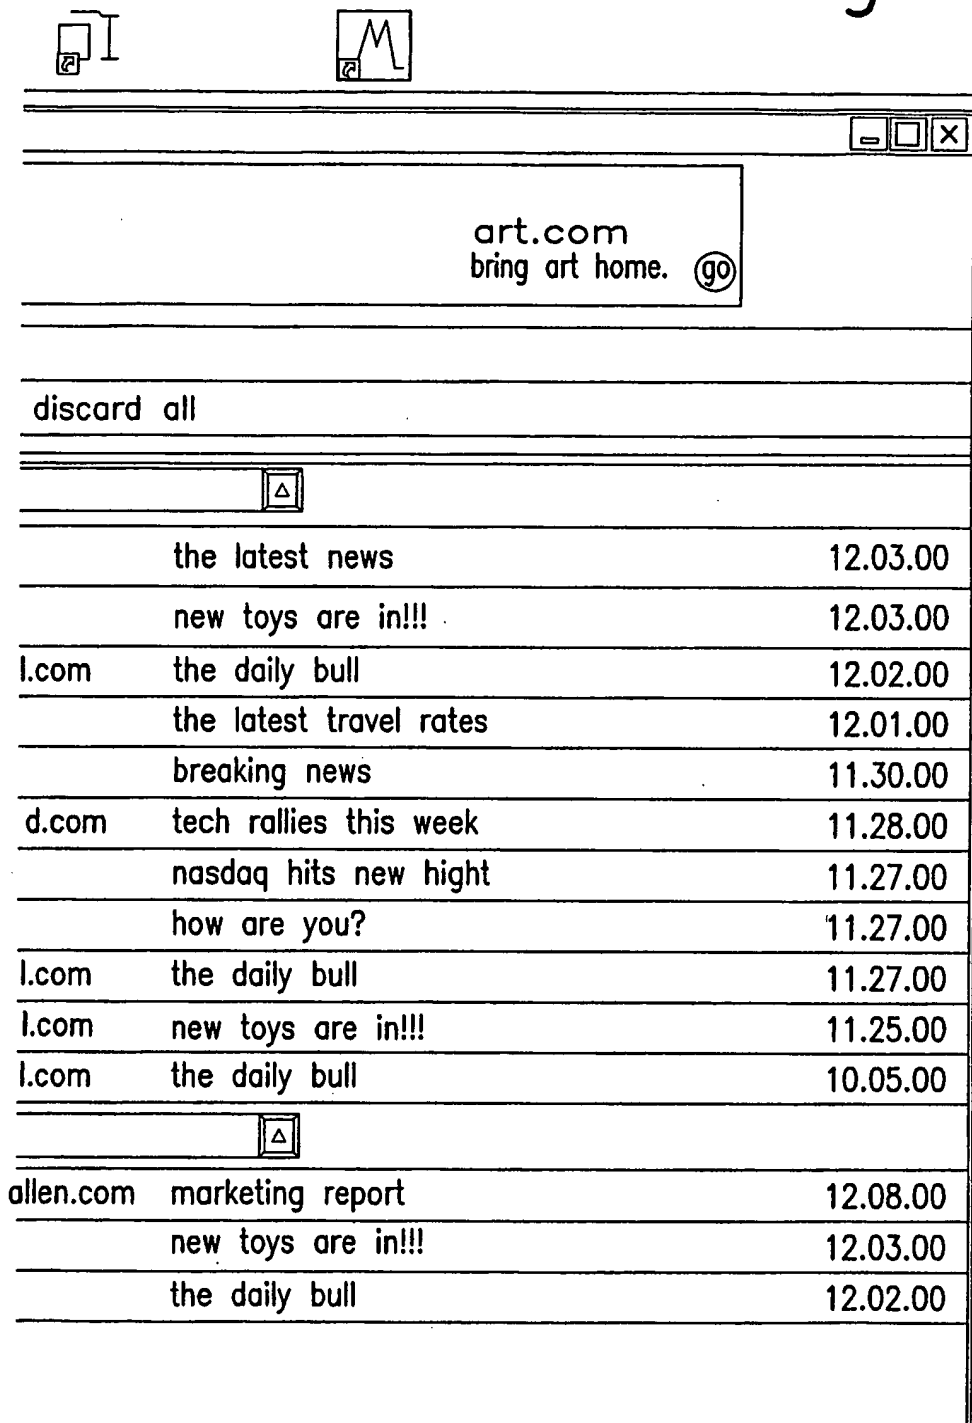 art.com
bring art home. go
discard all
the latest news 12.03.00
new toys are in!!! 12.03.00
l.com the daily bull 12.02.00
the latest travel rates 12.01.00
breaking news 11.30.00
d.com tech rallies this week 11.28.00
nasdaq hits new hight 11.27.00
how are you? 11.27.00
l.com the daily bull 11.27.00
l.com new toys are in!!! 11.25.00
l.com the daily bull 10.05.00
allen.com marketing report 12.08.00
new toys are in!!! 12.03.00
the daily bull 12.02.00